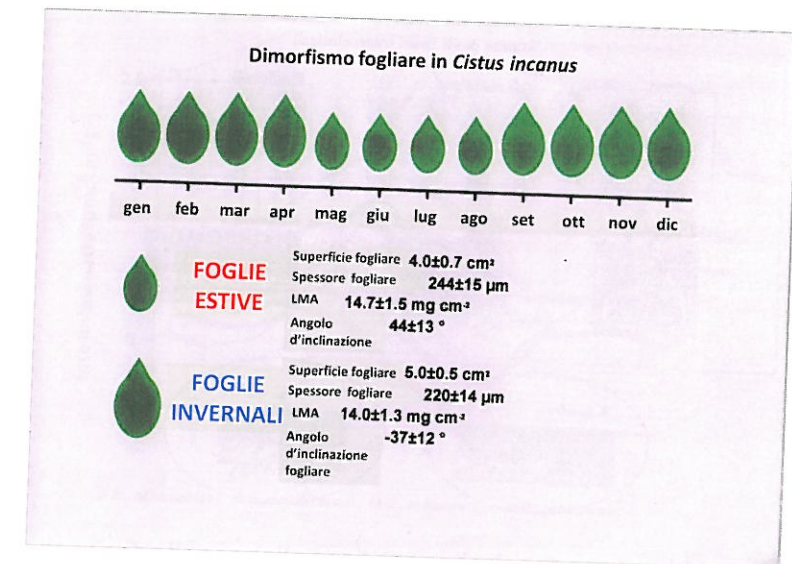 Dimorfismo fogliare in Cistus incanus
gen feb mar apr mag giu lug ago set ott nov dic
FOGLIE
ESTIVE
Superficie fogliare 4.0±0.7 cm²
Spessore fogliare 244±15 µm
LMA 14.7±1.5 mg cm⁻²
Angolo 44±13 °
d'inclinazione
FOGLIE
INVERNALI
Superficie fogliare 5.0±0.5 cm²
Spessore fogliare 220±14 µm
LMA 14.0±1.3 mg cm⁻²
Angolo -37±12 °
d'inclinazione
fogliare